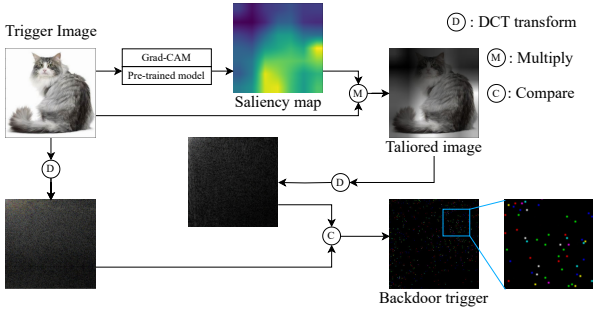 Trigger Image
Grad-CAM
Pre-trained model
Saliency map
M
Taliored image
D : DCT transform
M : Multiply
C : Compare
D
D
C
Backdoor trigger